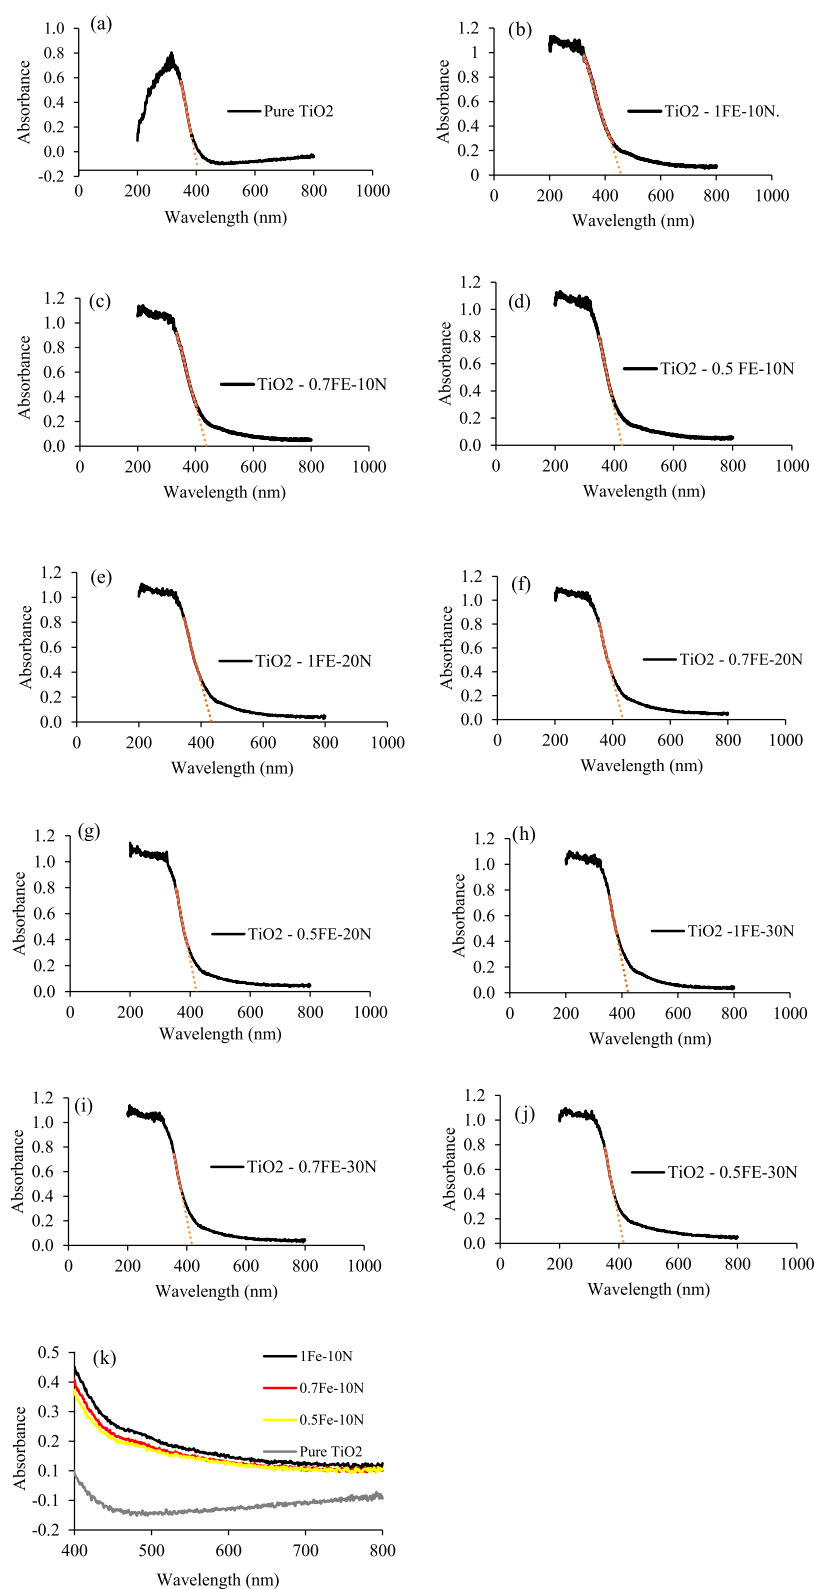 (a)
1.0
0.8
0.6
0.4
0.2
0.0
-0.2
0 200 400 600 800 1000
Absorbance
Wavelength (nm)
Pure TiO2
(b)
1.2
1
0.8
0.6
0.4
0.2
0
0 200 400 600 800 1000
Absorbance
Wavelength (nm)
TiO2 - 1FE-10N.
(c)
1.2
1.0
0.8
0.6
0.4
0.2
0.0
0 200 400 600 800 1000
Absorbance
Wavelength (nm)
TiO2 - 0.7FE-10N
(d)
1.2
1.0
0.8
0.6
0.4
0.2
0.0
0 200 400 600 800 1000
Absorbance
Wavelength (nm)
TiO2 - 0.5 FE-10N
(e)
1.2
1.0
0.8
0.6
0.4
0.2
0.0
0 200 400 600 800 1000
Absorbance
Wavelength (nm)
TiO2 - 1FE-20N
(f)
1.2
1.0
0.8
0.6
0.4
0.2
0.0
0 200 400 600 800 1000
Absorbance
Wavelength (nm)
TiO2 - 0.7FE-20N
(g)
1.2
1.0
0.8
0.6
0.4
0.2
0.0
0 200 400 600 800 1000
Absorbance
Wavelength (nm)
TiO2 - 0.5FE-20N
(h)
1.2
1.0
0.8
0.6
0.4
0.2
0.0
0 200 400 600 800 1000
Absorbance
Wavelength (nm)
TiO2 -1FE-30N
(i)
1.2
1.0
0.8
0.6
0.4
0.2
0.0
0 200 400 600 800 1000
Absorbance
Wavelength (nm)
TiO2 - 0.7FE-30N
(j)
1.2
1.0
0.8
0.6
0.4
0.2
0.0
0 200 400 600 800 1000
Absorbance
Wavelength (nm)
TiO2 - 0.5FE-30N
(k)
0.5
0.4
0.3
0.2
0.1
-0.1
-0.2
400 500 600 700 800
Absorbance
Wavelength (nm)
1Fe-10N
0.7Fe-10N
0.5Fe-10N
Pure TiO2